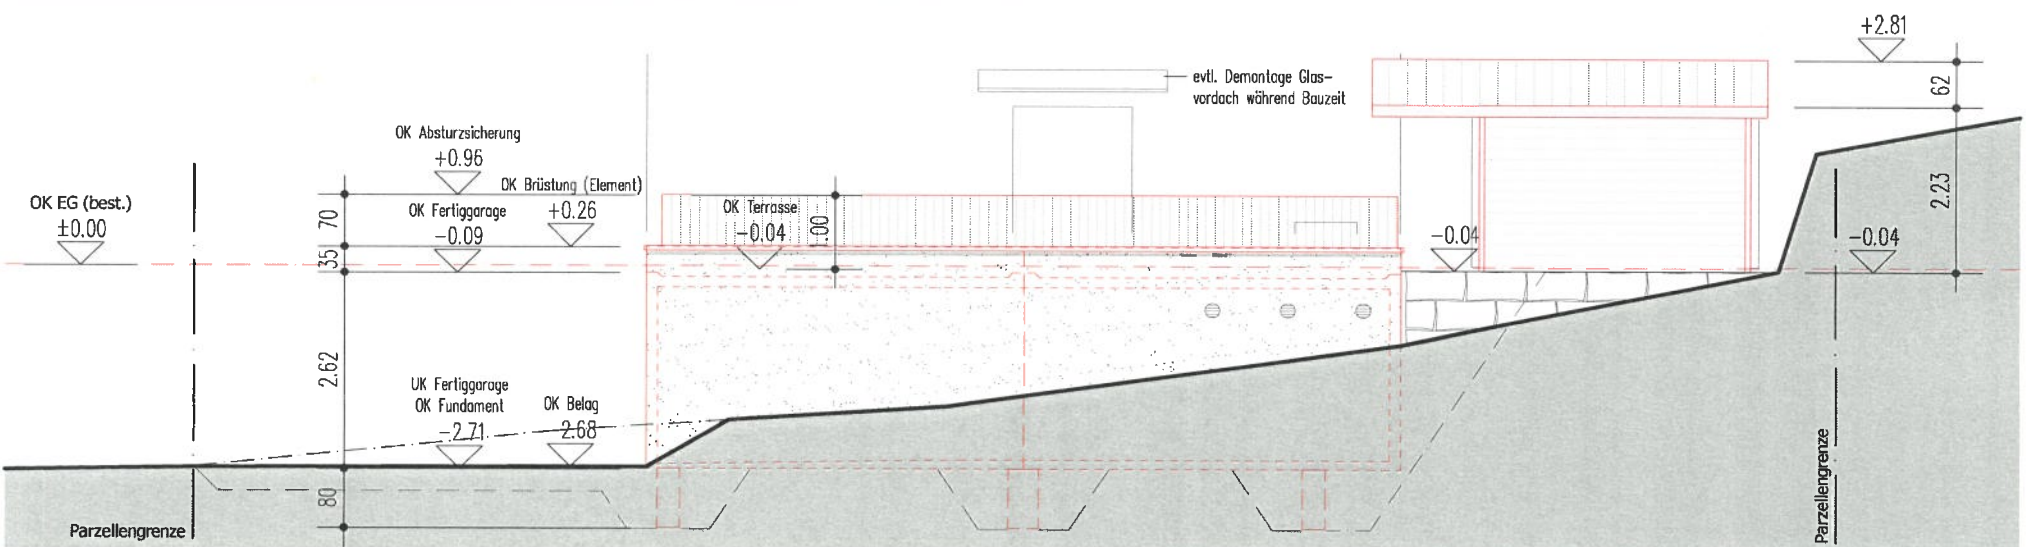 +2.81
62
evtl. Demontage Glas-
vordach während Bauzeit
OK Absturzsicherung
+0.96
OK Brüstung (Element)
+0.26
OK EG (best.)
±0.00
OK Fertiggarage
-0.09
70
35
OK Terrasse
-0.04
1.00
-0.04
2.23
-0.04
2.62
UK Fertiggarage
OK Fundament
-2.71
OK Belag
-2.68
80
Parzellengrenze
Parzellengrenze